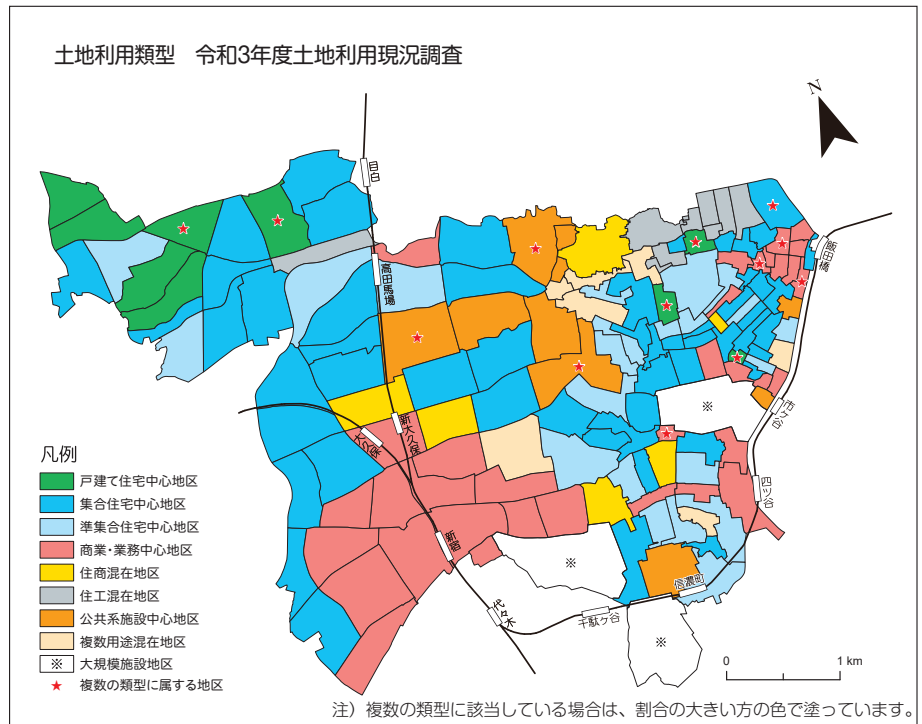 土地利用類型　令和3年度土地利用現況調査
N
目白
飯田橋
高田馬場
市ケ谷
新大久保
大久保
四ツ谷
新宿
信濃町
千駄ケ谷
代々木
※
※
※
凡例
戸建て住宅中心地区
集合住宅中心地区
準集合住宅中心地区
商業・業務中心地区
住商混在地区
住工混在地区
公共系施設中心地区
複数用途混在地区
※ 大規模施設地区
★ 複数の類型に属する地区
0 1 km
注）複数の類型に該当している場合は、割合の大きい方の色で塗っています。